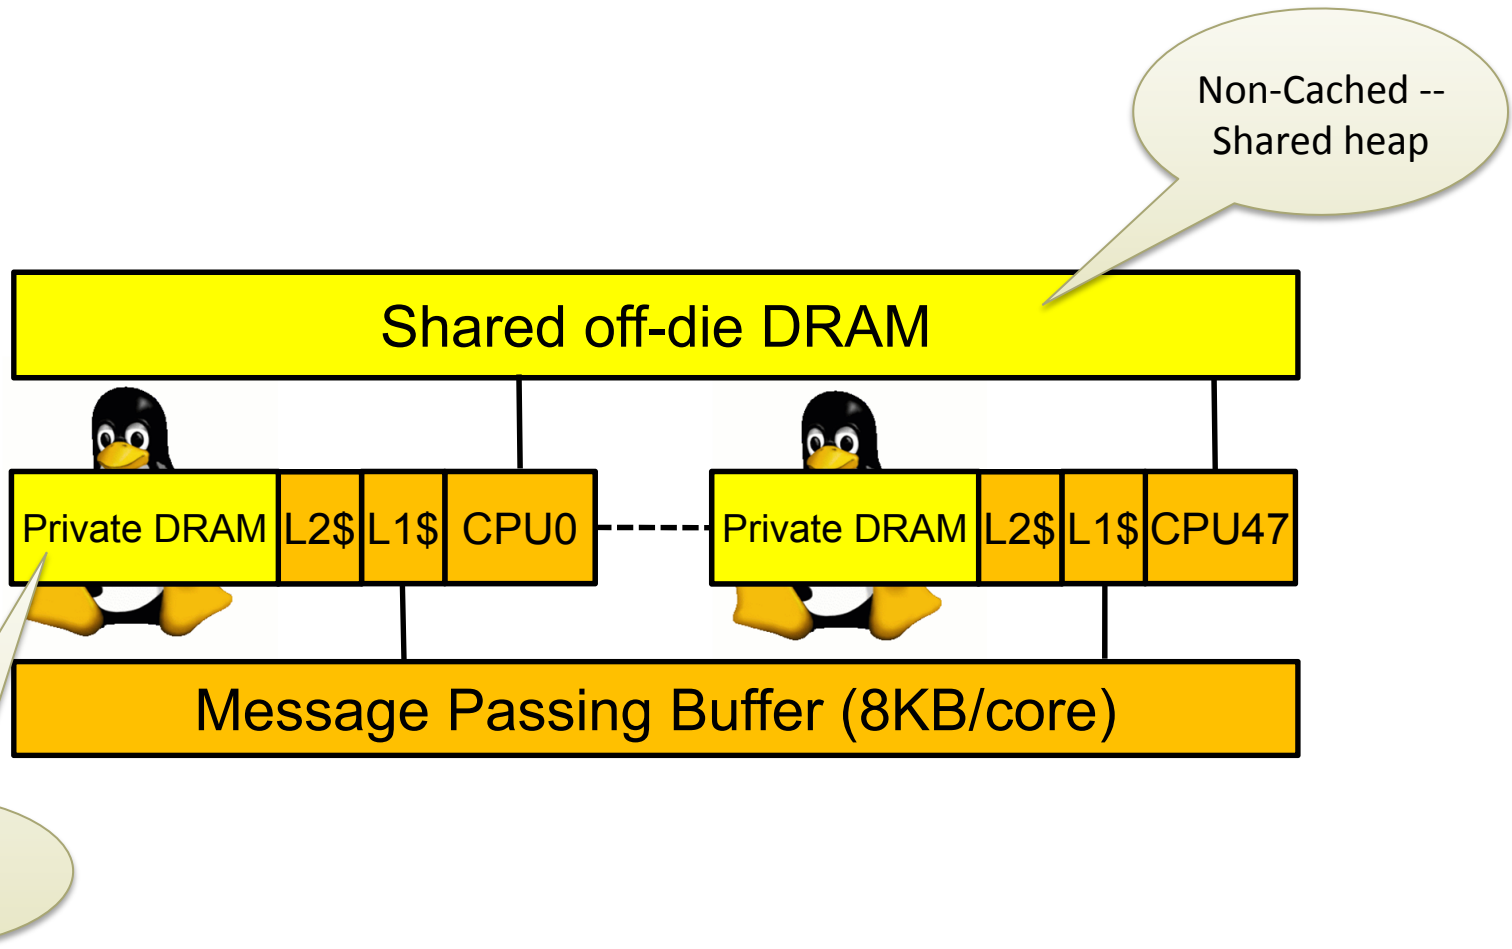 Non-Cached --
Shared heap
Shared off-die DRAM
Private DRAM L2$ L1$ CPU0 Private DRAM L2$ L1$ CPU47
Message Passing Buffer (8KB/core)